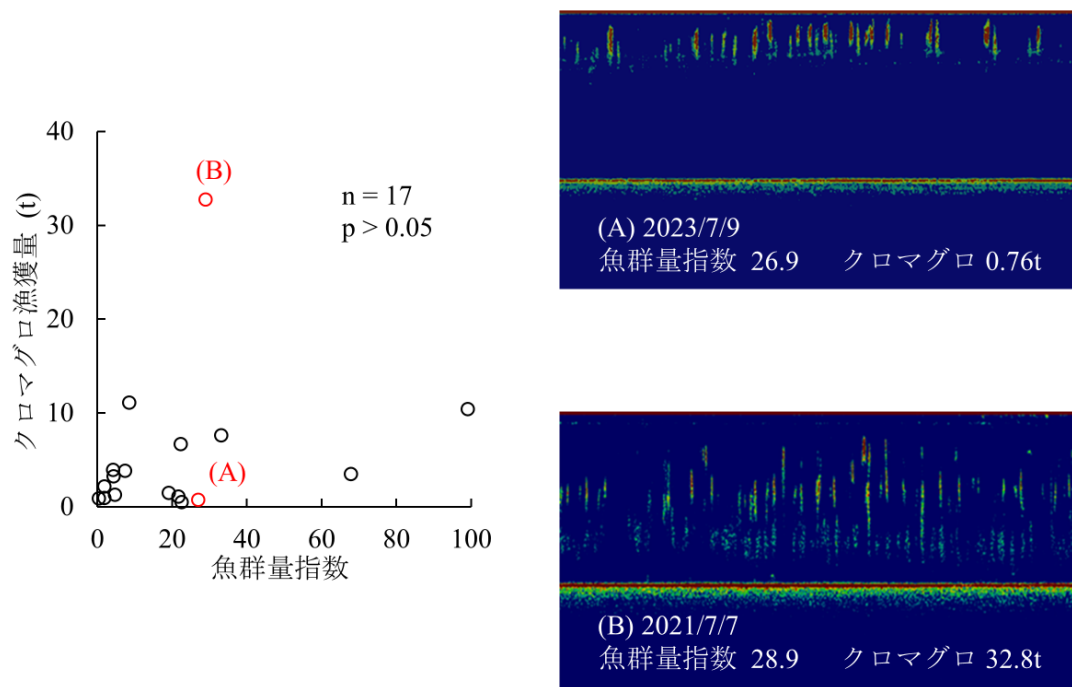 クロマグロ漁獲量 (t)
40
30
20
10
0
0 20 40 60 80 100
魚群量指数
(B)
(A)
n = 17
p > 0.05
(A) 2023/7/9
魚群量指数 26.9 クロマグロ 0.76t
(B) 2021/7/7
魚群量指数 28.9 クロマグロ 32.8t